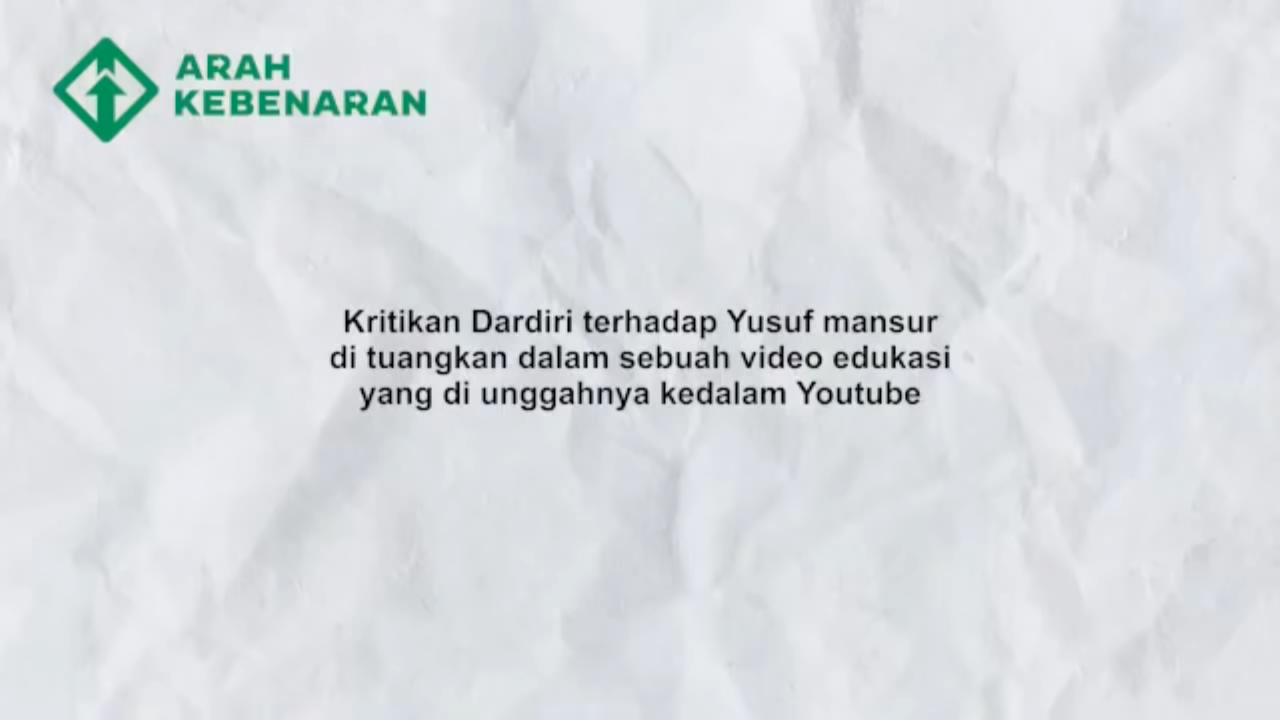 ARAH
KEBENARAN
Kritikan Dardiri terhadap Yusuf mansur
di tuangkan dalam sebuah video edukasi
yang di unggahnya kedalam Youtube